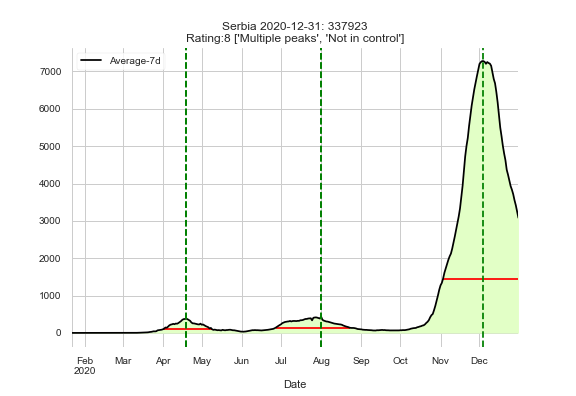 Serbia 2020-12-31: 337923
Rating:8 ['Multiple peaks', 'Not in control']
Average-7d
7000
6000
5000
4000
3000
2000
1000
0
Feb Mar Apr May Jun Jul Aug Sep Oct Nov Dec
2020
Date